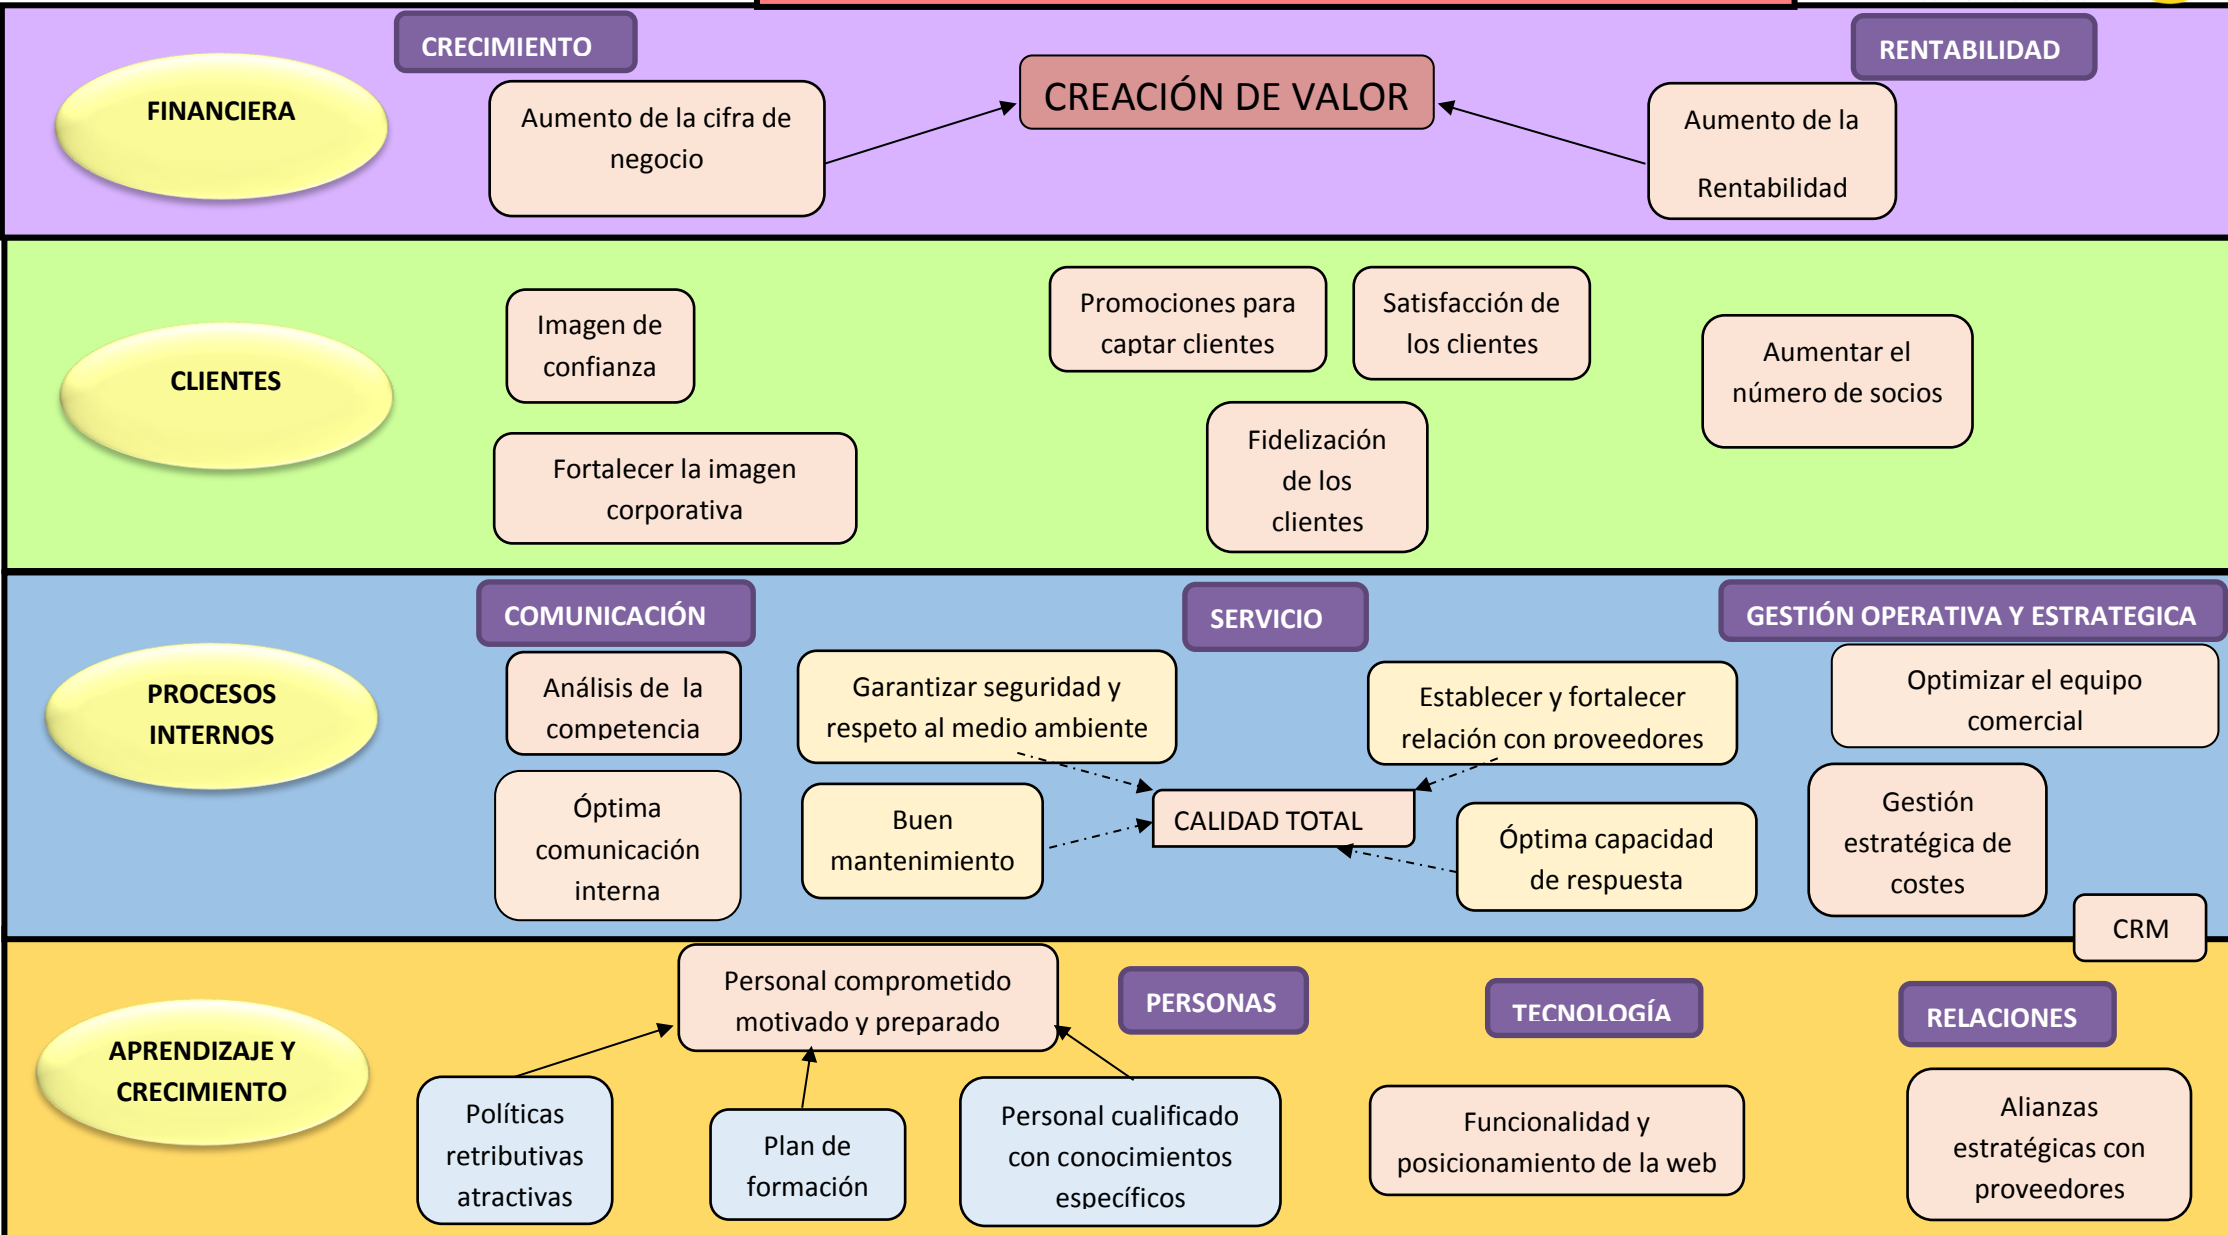 CRECIMIENTO
RENTABILIDAD
FINANCIERA
Aumento de la cifra de
negocio
CREACIÓN DE VALOR
Aumento de la
Rentabilidad
CLIENTES
Imagen de
confianza
Fortalecer la imagen
corporativa
Promociones para
captar clientes
Satisfacción de
los clientes
Fidelización
de los
clientes
Aumentar el
número de socios
COMUNICACIÓN
SERVICIO
GESTIÓN OPERATIVA Y ESTRATEGICA
PROCESOS
INTERNOS
Análisis de la
competencia
Óptima
comunicación
interna
Garantizar seguridad y
respeto al medio ambiente
Buen
mantenimiento
CALIDAD TOTAL
Establecer y fortalecer
relación con proveedores
Óptima capacidad
de respuesta
Optimizar el equipo
comercial
Gestión
estratégica de
costes
CRM
APRENDIZAJE Y
CRECIMIENTO
Personal comprometido
motivado y preparado
PERSONAS
TECNOLOGÍA
RELACIONES
Políticas
retributivas
atractivas
Plan de
formación
Personal cualificado
con conocimientos
específicos
Funcionalidad y
posicionamiento de la web
Alianzas
estratégicas con
proveedores